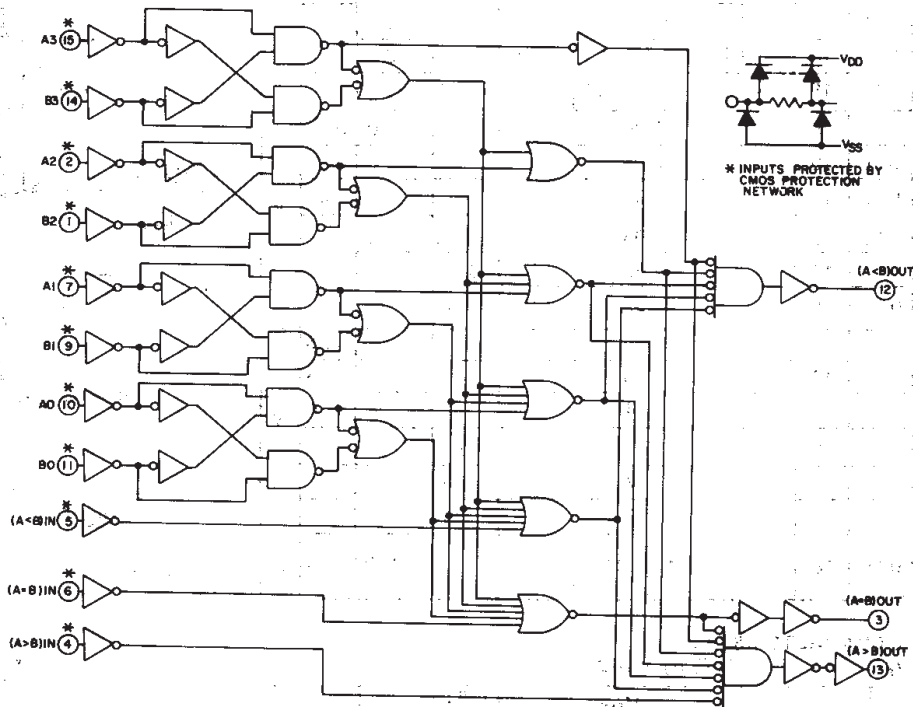 * A3 15
* B3 14
* A2 2
* B2 1
* A1 7
* B1 9
* A0 10
* B0 11
* (A<B)IN 5
* (A=B)IN 6
* (A>B)IN 4
VDD
VSS
* INPUTS PROTECTED BY
CMOS PROTECTION
NETWORK
(A<B)OUT
12
(A=B)OUT
3
(A>B)OUT
13